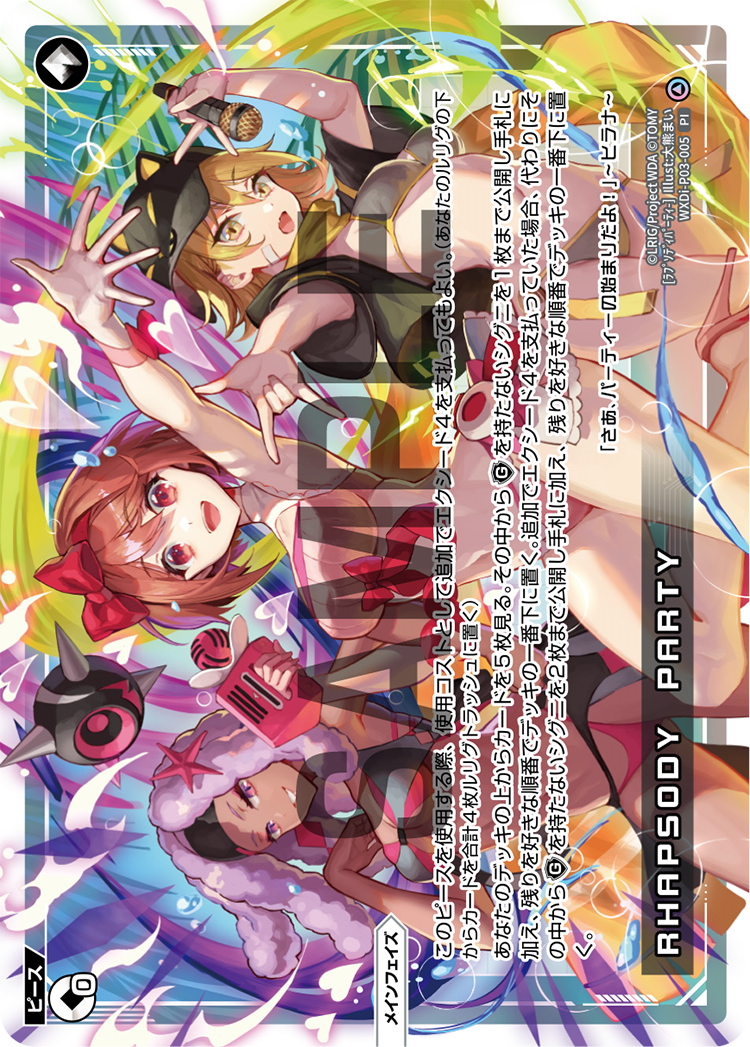 ピース
0
SAMPLE
メインフェイズ
このピースを使用する際、使用コストとして追加でエクシード4を支払ってもよい。(あなたのルリグの下
からカードを合計4枚ルリグトラッシュに置く)
あなたのデッキの上からカードを5枚見る。その中からGを持たないシグニを1枚まで公開し手札に
加え、残りを好きな順番でデッキの一番下に置く。追加でエクシード4を支払っていた場合、代わりにそ
の中からGを持たないシグニを2枚まで公開し手札に加え、残りを好きな順番でデッキの一番下に置
く。
「さあ、パーティーの始まりだよ!」~ヒラナ~
RHAPSODY PARTY
©LRIG/Project WDA ©TOMY
[ラプソディパーティー] Illust:大熊まい
WXDi-P03-005 PI